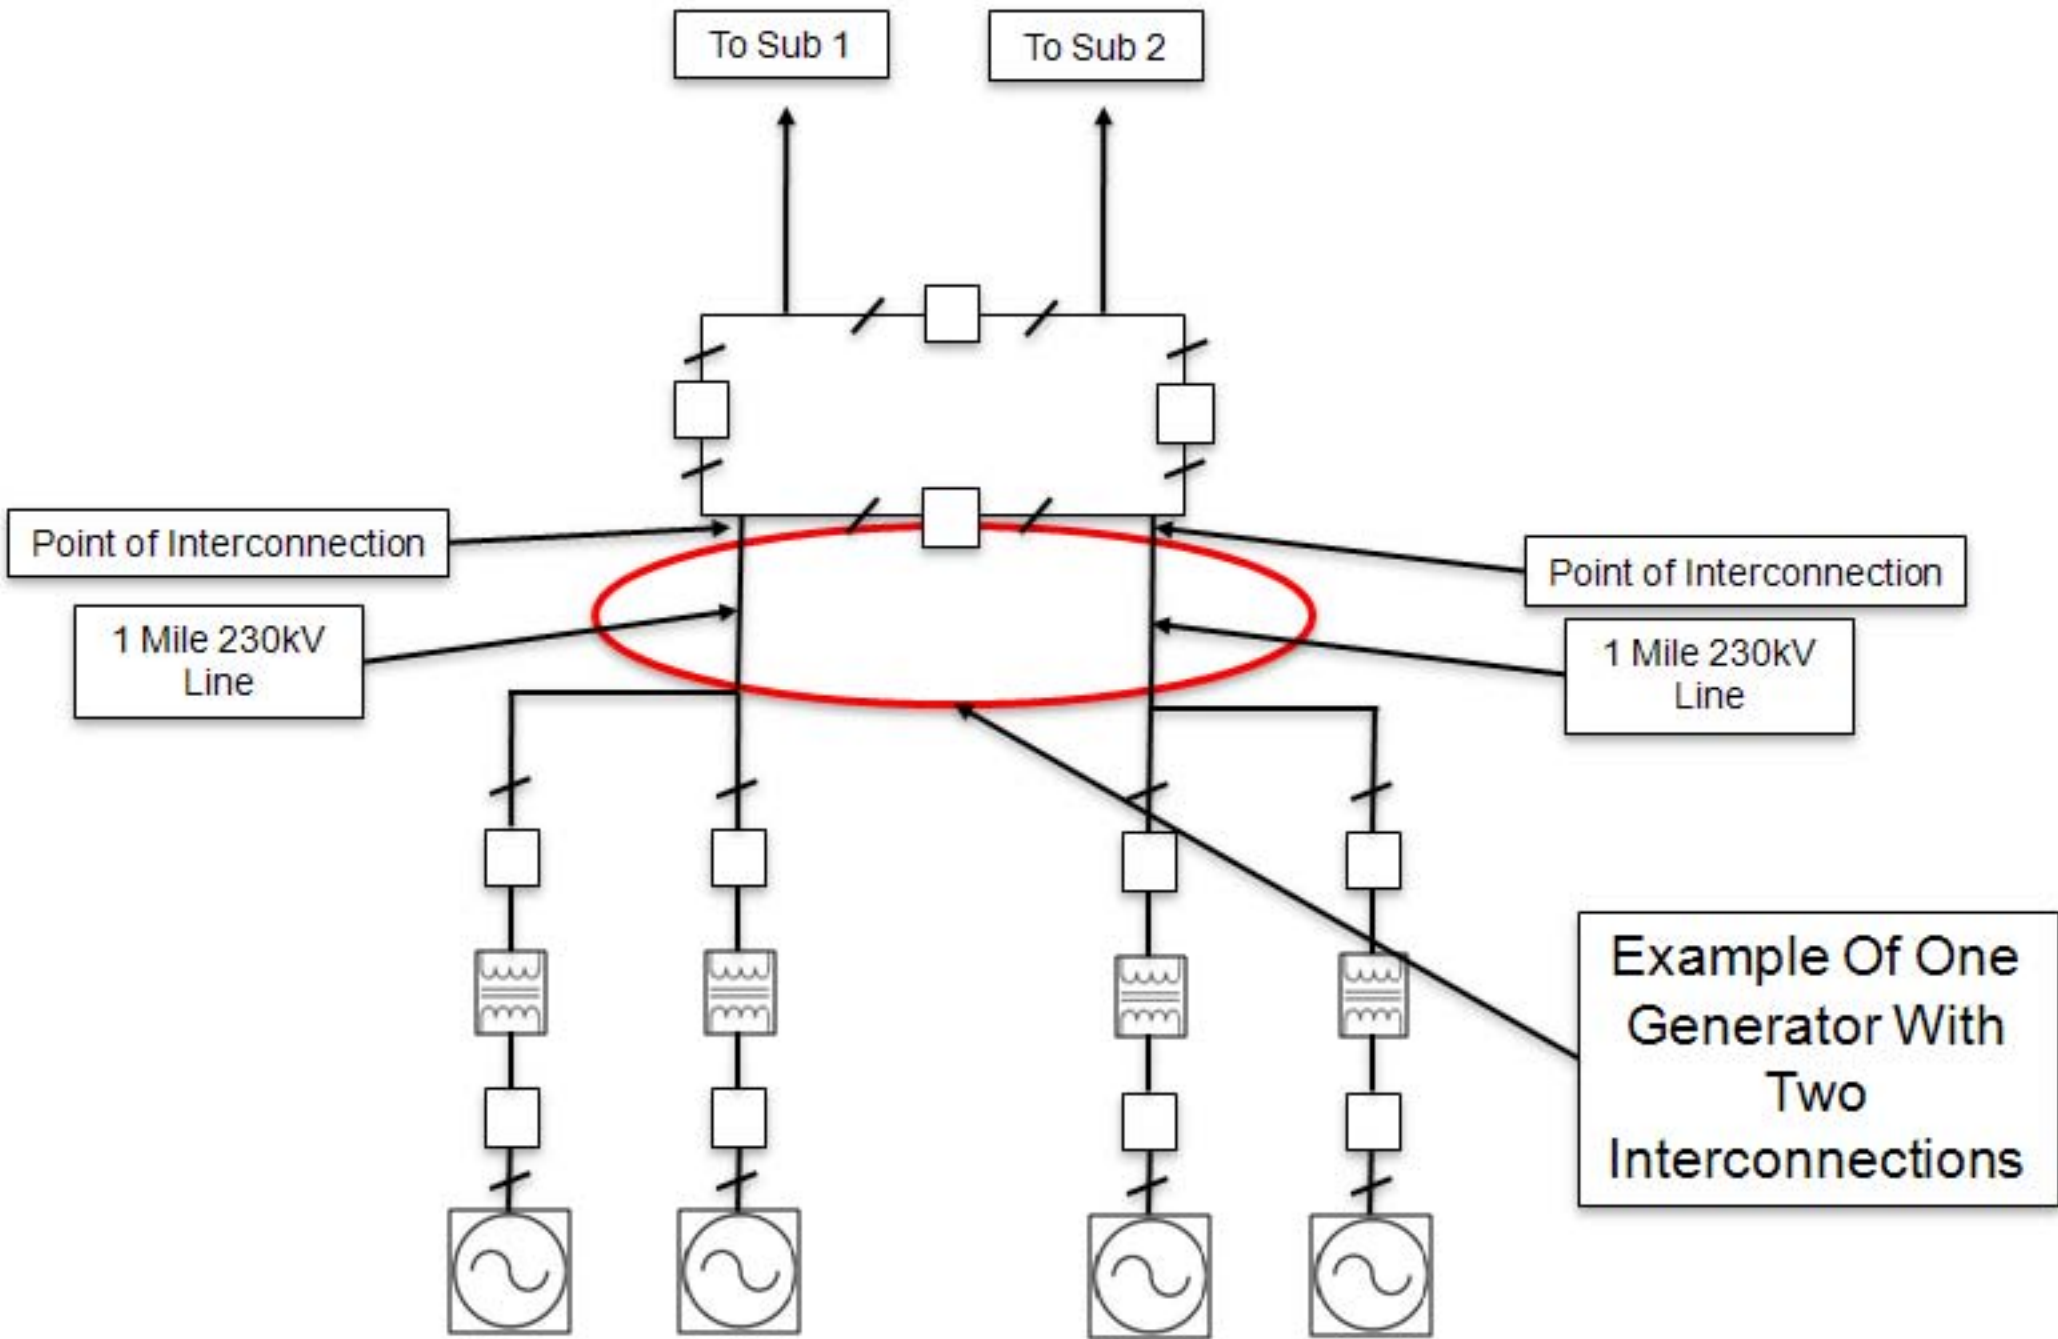 To Sub 1
To Sub 2
Point of Interconnection
Point of Interconnection
1 Mile 230kV
Line
1 Mile 230kV
Line
Example Of One
Generator With
Two
Interconnections